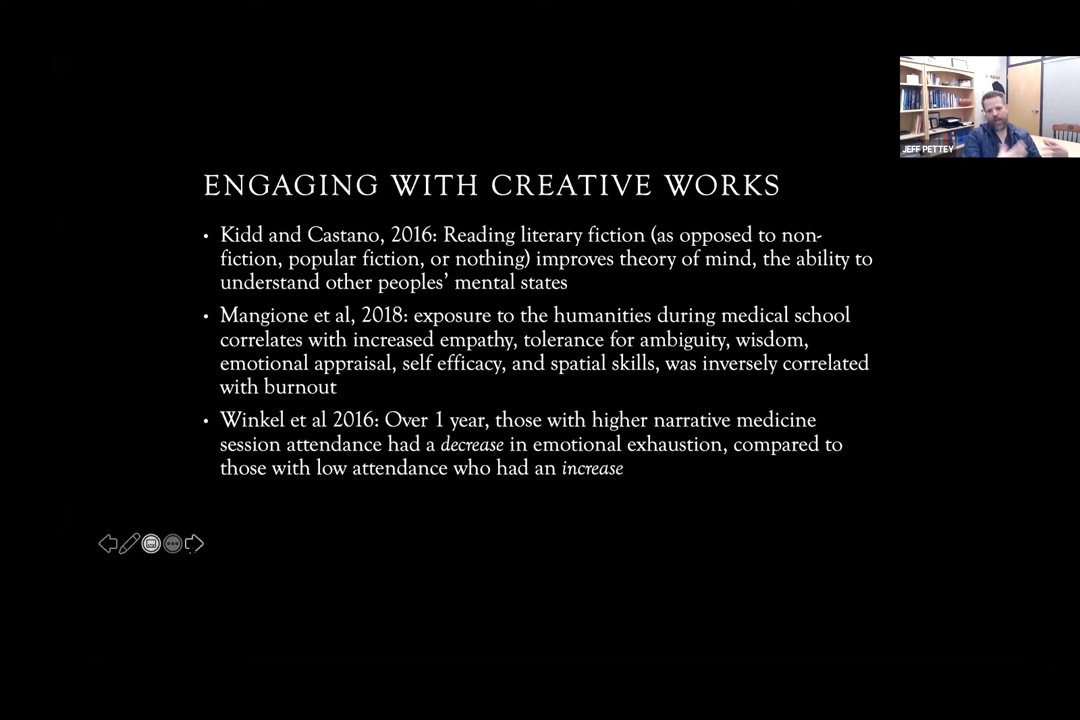 JEFF PETTEY
ENGAGING WITH CREATIVE WORKS
• Kidd and Castano, 2016: Reading literary fiction (as opposed to non-
fiction, popular fiction, or nothing) improves theory of mind, the ability to
understand other peoples’ mental states
• Mangione et al, 2018: exposure to the humanities during medical school
correlates with increased empathy, tolerance for ambiguity, wisdom,
emotional appraisal, self efficacy, and spatial skills, was inversely correlated
with burnout
• Winkel et al 2016: Over 1 year, those with higher narrative medicine
session attendance had a decrease in emotional exhaustion, compared to
those with low attendance who had an increase